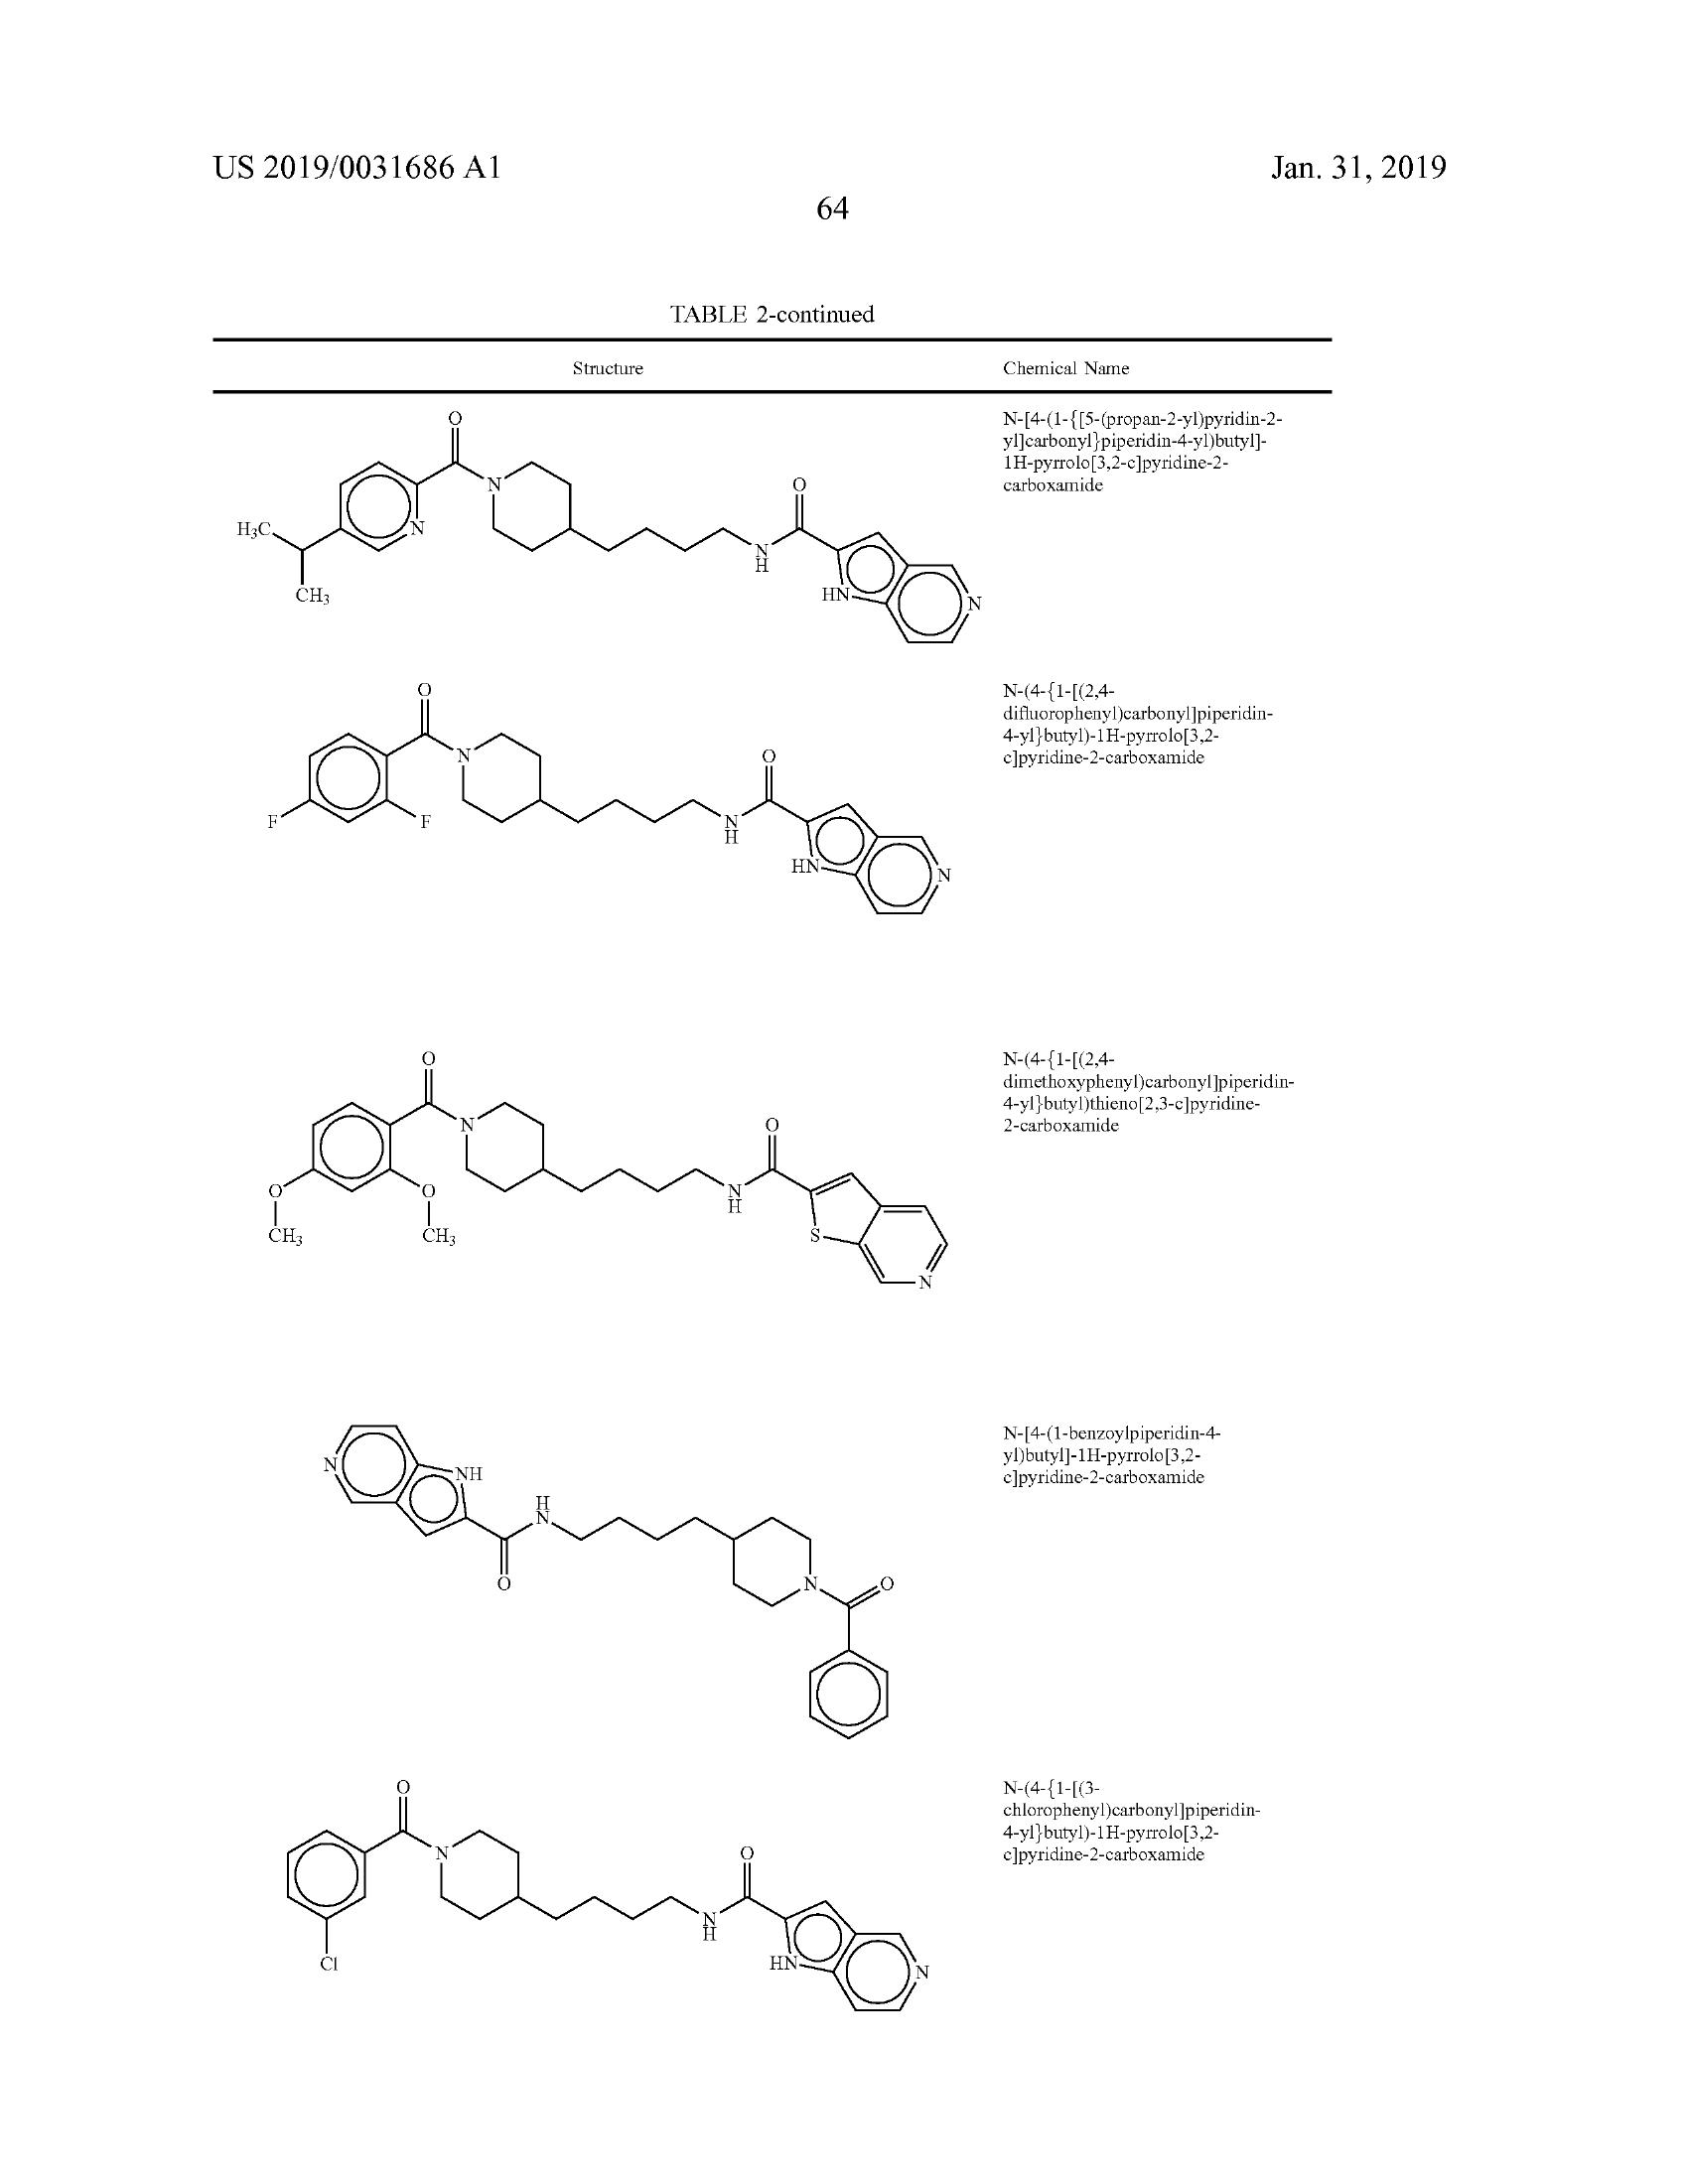 US 2019/0031686 A1
Jan. 31, 2019
64
TABLE 2-continued
Structure
Chemical Name
O
N
O
N
H3C
N
H
CH3
HN
N
N-[4-(1-{[5-(propan-2-yl)pyridin-2-
yl]carbonyl}piperidin-4-yl)butyl]-
1H-pyrrolo[3,2-c]pyridine-2-
carboxamide
O
N
O
F
F
N
H
HN
N
N-(4-{1-[(2,4-
difluorophenyl)carbonyl]piperidin-
4-yl}butyl)-1H-pyrrolo[3,2-
c]pyridine-2-carboxamide
O
N
O
O
O
N
H
CH3
CH3
S
N
N-(4-{1-[(2,4-
dimethoxyphenyl)carbonyl]piperidin-
4-yl}butyl)thieno[2,3-c]pyridine-
2-carboxamide
N
NH
H
N
O
N
O
N-[4-(1-benzoylpiperidin-4-
yl)butyl]-1H-pyrrolo[3,2-
c]pyridine-2-carboxamide
O
N
O
N
H
Cl
HN
N
N-(4-{1-[(3-
chlorophenyl)carbonyl]piperidin-
4-yl}butyl)-1H-pyrrolo[3,2-
c]pyridine-2-carboxamide